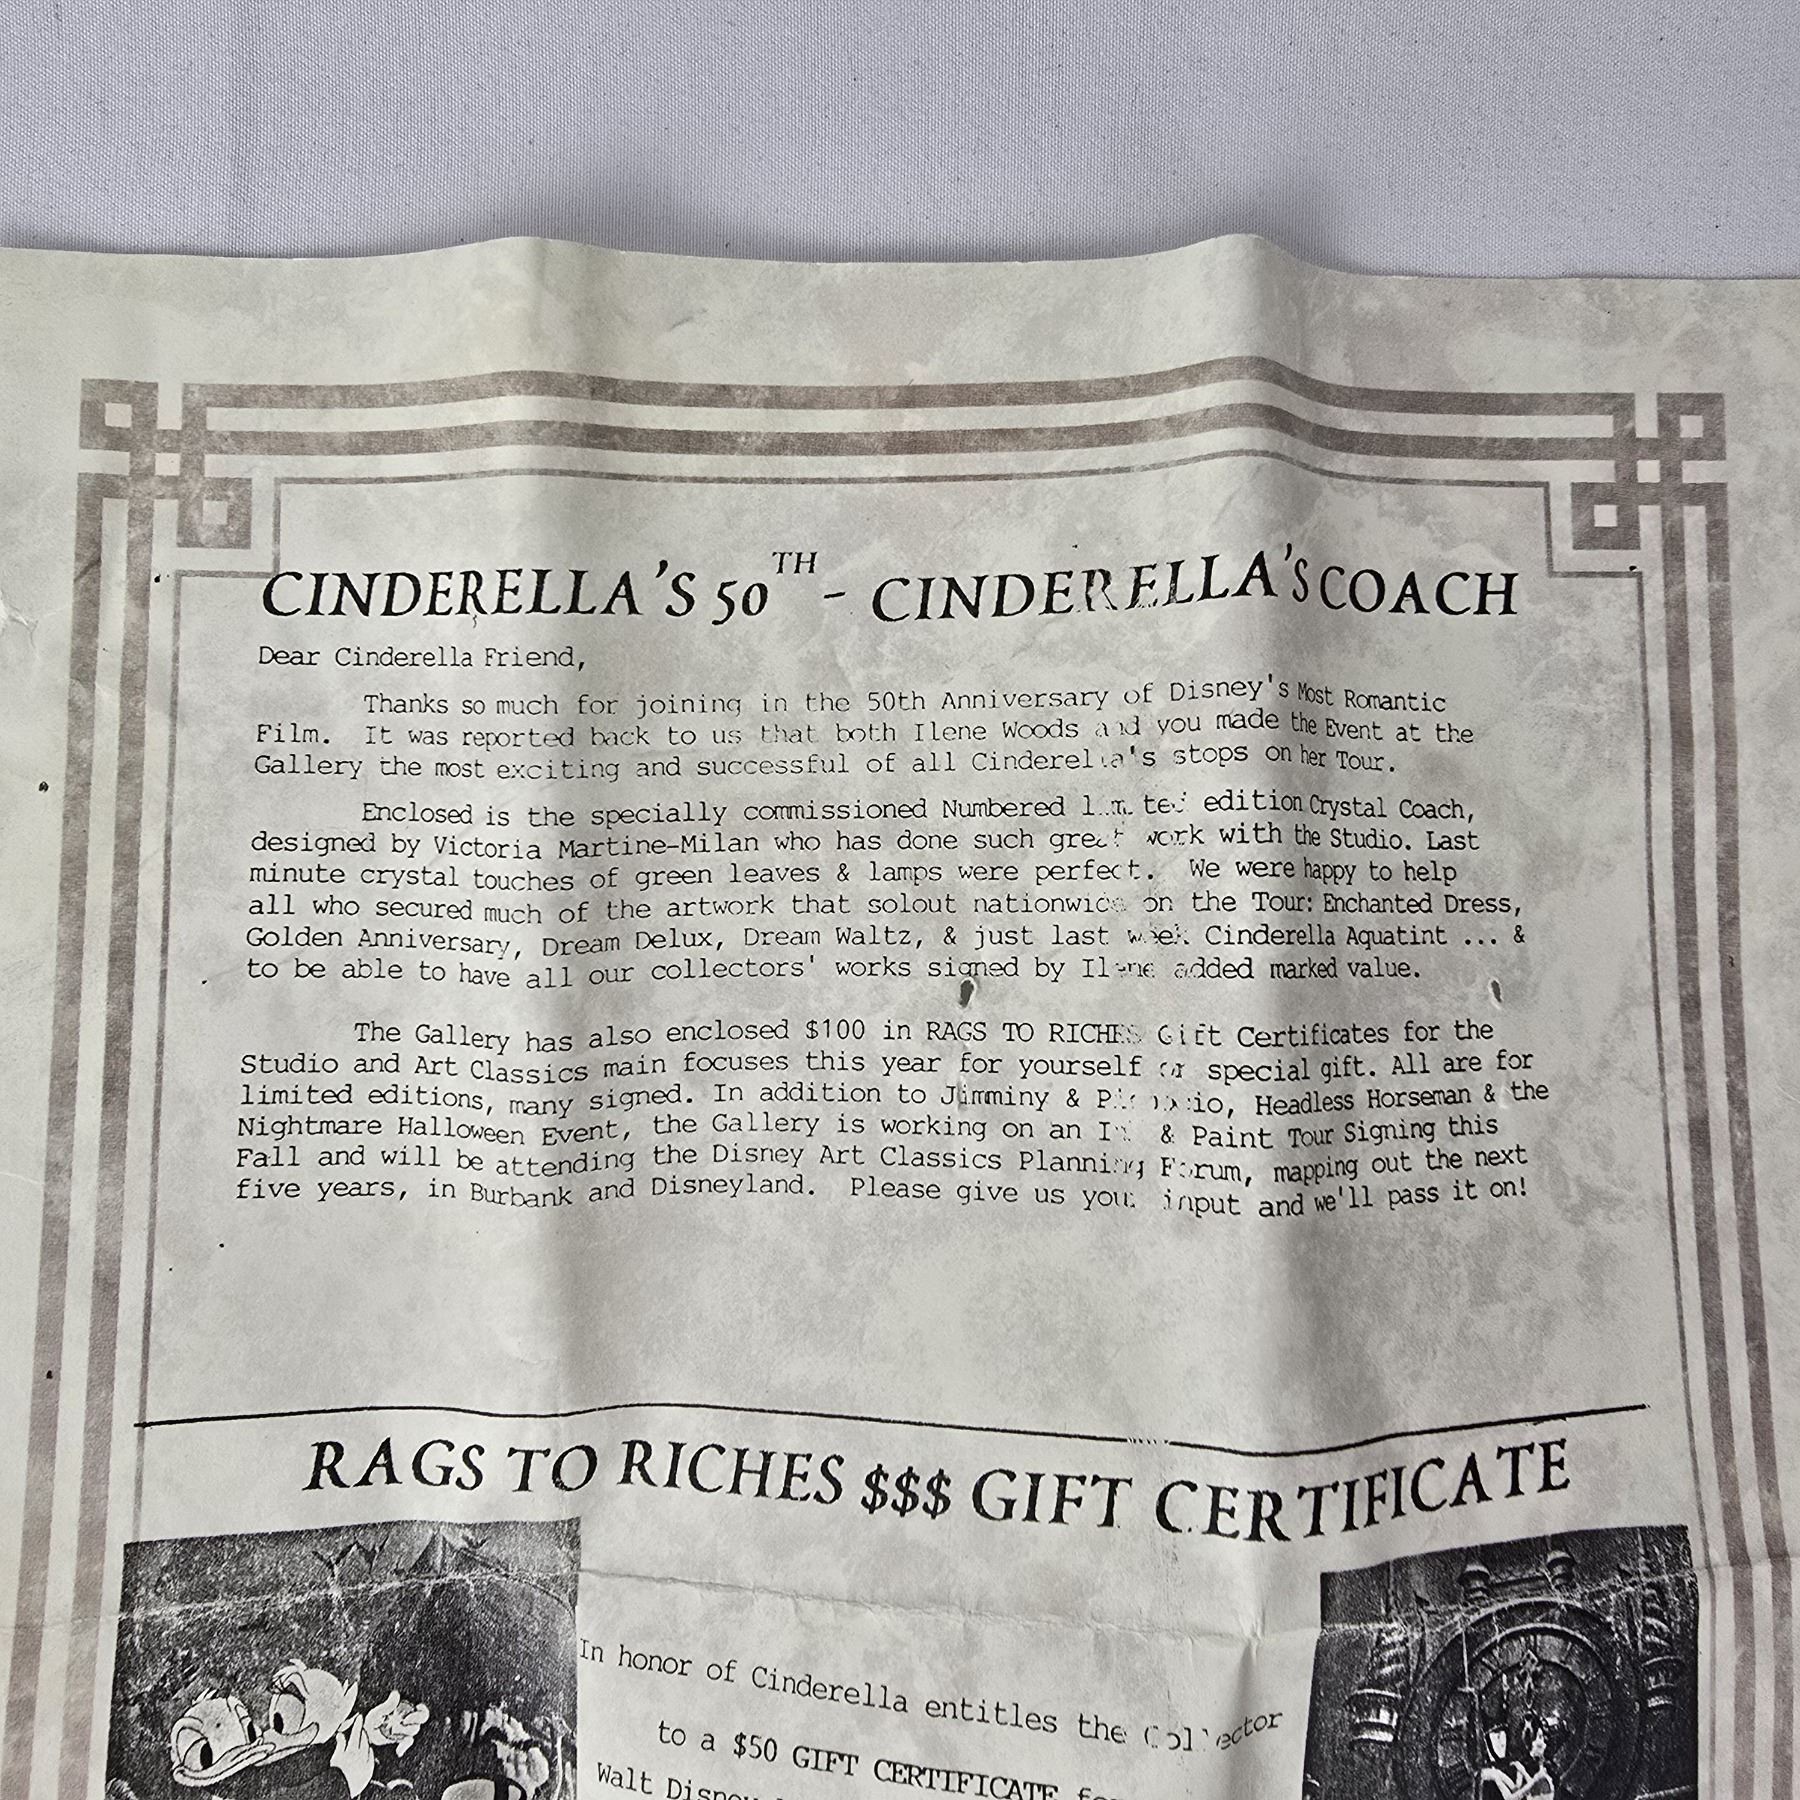 CINDERELLA'S 50TH - CINDERELLA'S COACH
Dear Cinderella Friend,
Thanks so much for joining in the 50th Anniversary of Disney's Most Romantic
Film. It was reported back to us that both Ilene Woods and you made the Event at the
Gallery the most exciting and successful of all Cinderella's stops on her Tour.
Enclosed is the specially commissioned Numbered limited edition Crystal Coach,
designed by Victoria Martine-Milan who has done such great work with the Studio. Last
minute crystal touches of green leaves & lamps were perfect. We were happy to help
all who secured much of the artwork that solout nationwide on the Tour: Enchanted Dress,
Golden Anniversary, Dream Delux, Dream Waltz, & just last week Cinderella Aquatint ... &
to be able to have all our collectors' works signed by Ilene added marked value.
The Gallery has also enclosed $100 in RAGS TO RICHES Gift Certificates for the
Studio and Art Classics main focuses this year for yourself or special gift. All are for
limited editions, many signed. In addition to Jimminy & Headless Horseman & the
Nightmare Halloween Event, the Gallery is working on an & Paint Tour Signing this
Fall and will be attending the Disney Art Classics Planning Forum, mapping out the next
five years, in Burbank and Disneyland. Please give us your input and we'll pass it on!
RAGS TO RICHES $$$ GIFT CERTIFICATE
In honor of Cinderella entitles the Collector
to a $50 GIFT CERTIFICATE
Walt Disney